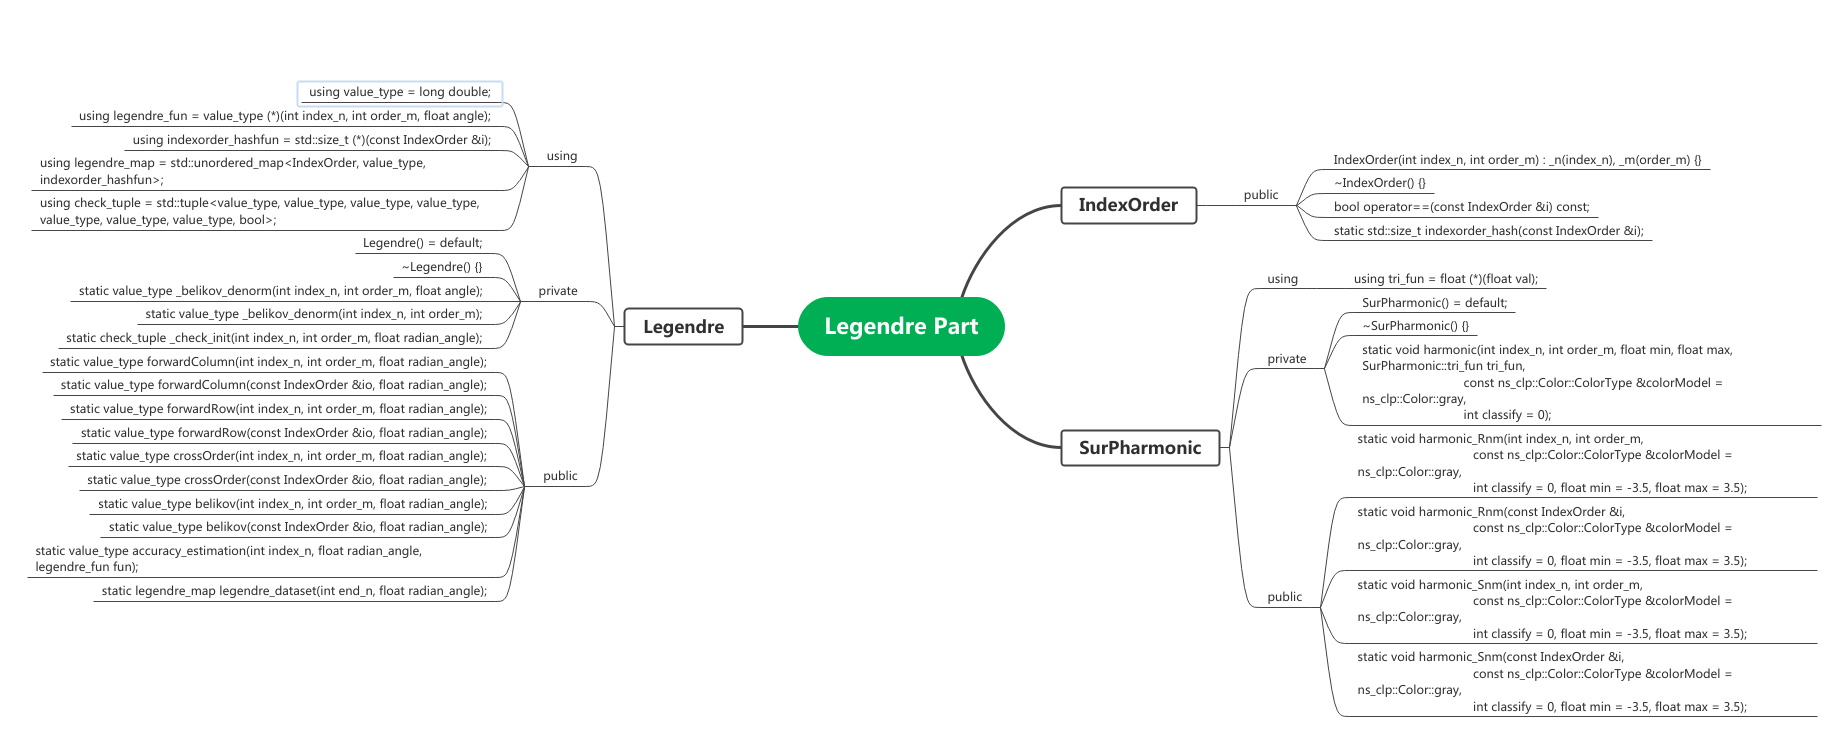 Legendre Part
Legendre
using
using value_type = long double;
using legendre_fun = value_type (*)(int index_n, int order_m, float angle);
using indexorder_hashfun = std::size_t (*)(const IndexOrder &i);
using legendre_map = std::unordered_map<IndexOrder, value_type,
indexorder_hashfun>;
using check_tuple = std::tuple<value_type, value_type, value_type, value_type,
value_type, value_type, value_type, bool>;
private
Legendre() = default;
~Legendre() {}
static value_type _belikov_denorm(int index_n, int order_m, float angle);
static value_type _belikov_denorm(int index_n, int order_m);
static check_tuple _check_init(int index_n, int order_m, float radian_angle);
public
static value_type forwardColumn(int index_n, int order_m, float radian_angle);
static value_type forwardColumn(const IndexOrder &io, float radian_angle);
static value_type forwardRow(int index_n, int order_m, float radian_angle);
static value_type forwardRow(const IndexOrder &io, float radian_angle);
static value_type crossOrder(int index_n, int order_m, float radian_angle);
static value_type crossOrder(const IndexOrder &io, float radian_angle);
static value_type belikov(int index_n, int order_m, float radian_angle);
static value_type belikov(const IndexOrder &io, float radian_angle);
static value_type accuracy_estimation(int index_n, float radian_angle,
legendre_fun fun);
static legendre_map legendre_dataset(int end_n, float radian_angle);
IndexOrder
public
IndexOrder(int index_n, int order_m) : _n(index_n), _m(order_m) {}
~IndexOrder() {}
bool operator==(const IndexOrder &i) const;
static std::size_t indexorder_hash(const IndexOrder &i);
SurPharmonic
using
using tri_fun = float (*)(float val);
private
SurPharmonic() = default;
~SurPharmonic() {}
static void harmonic(int index_n, int order_m, float min, float max,
SurPharmonic::tri_fun tri_fun,
const ns_clp::Color::ColorType &colorModel =
ns_clp::Color::gray,
int classify = 0);
public
static void harmonic_Rnm(int index_n, int order_m,
const ns_clp::Color::ColorType &colorModel =
ns_clp::Color::gray,
int classify = 0, float min = -3.5, float max = 3.5);
static void harmonic_Rnm(const IndexOrder &i,
const ns_clp::Color::ColorType &colorModel =
ns_clp::Color::gray,
int classify = 0, float min = -3.5, float max = 3.5);
static void harmonic_Snm(int index_n, int order_m,
const ns_clp::Color::ColorType &colorModel =
ns_clp::Color::gray,
int classify = 0, float min = -3.5, float max = 3.5);
static void harmonic_Snm(const IndexOrder &i,
const ns_clp::Color::ColorType &colorModel =
ns_clp::Color::gray,
int classify = 0, float min = -3.5, float max = 3.5);